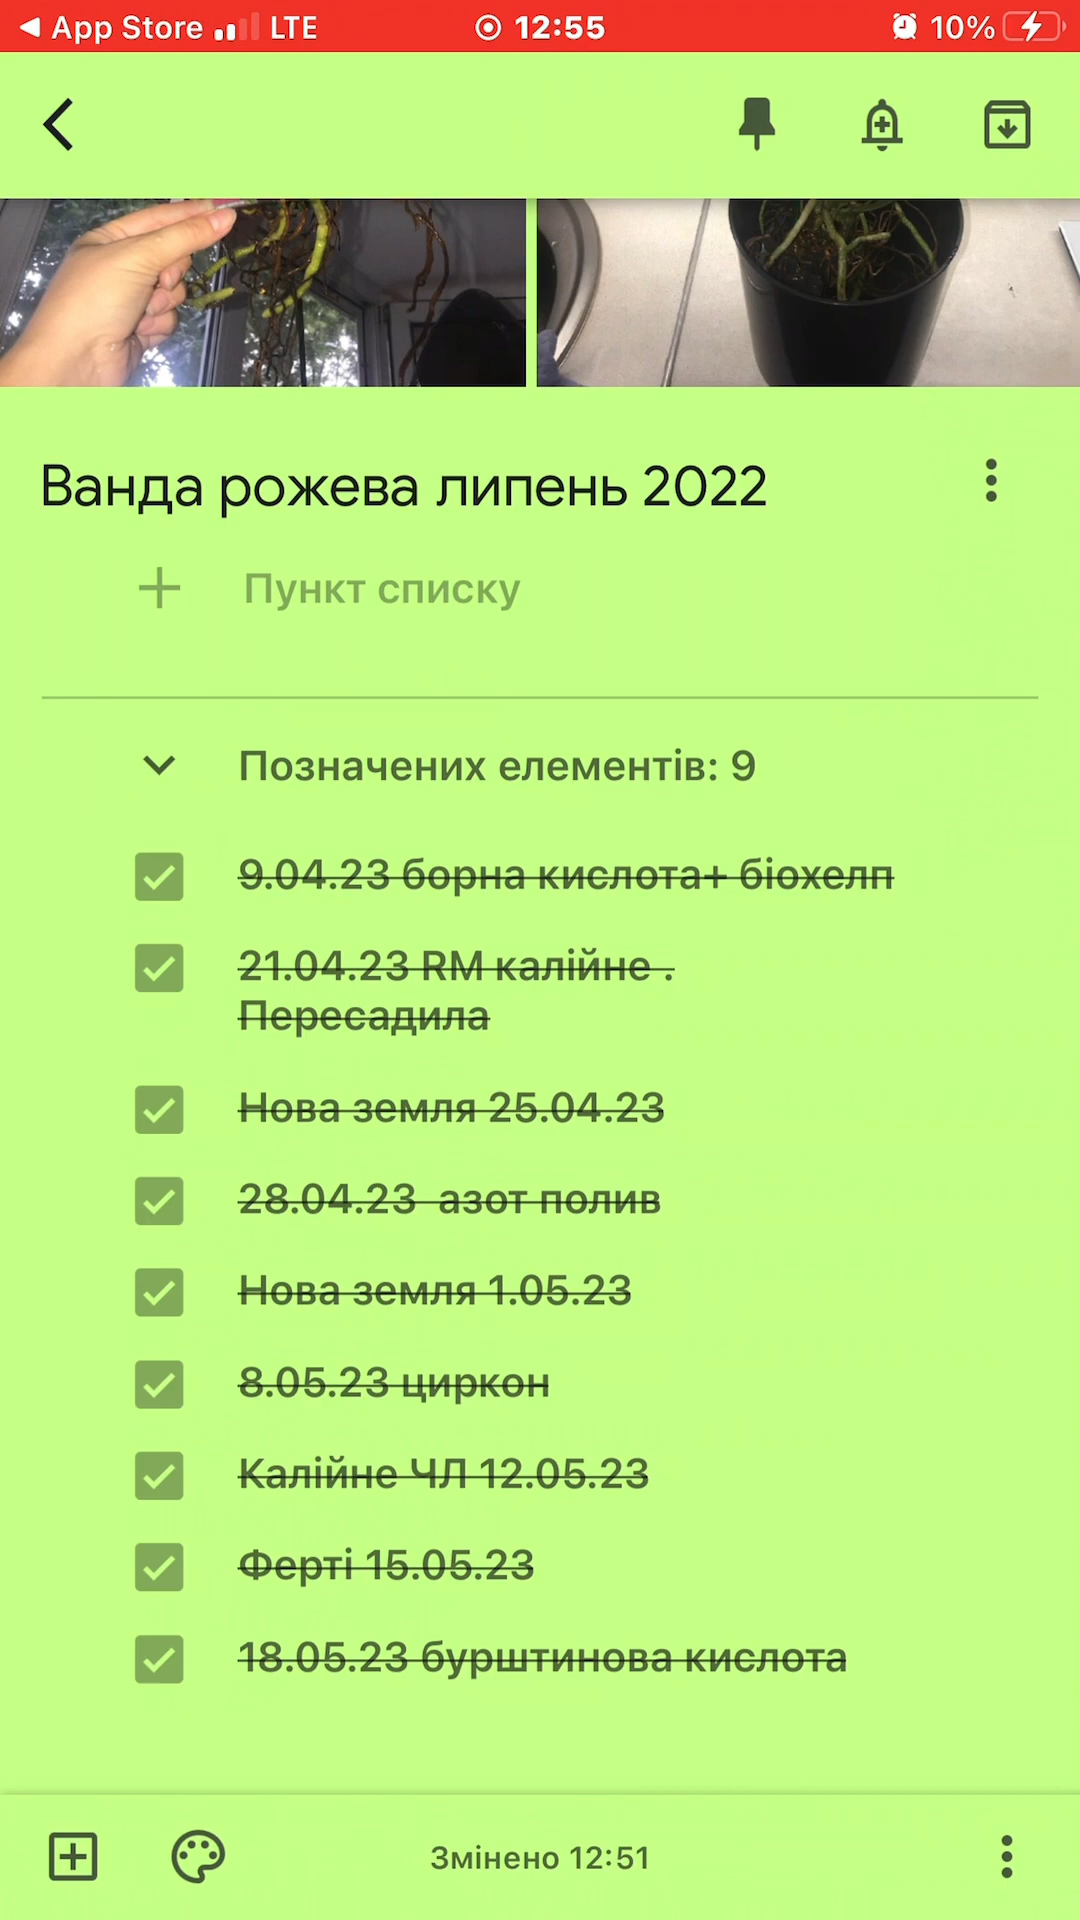 App Store LTE 12:55 10%
Ванда рожева липень 2022
Пункт списку
Позначених елементів: 9
9.04.23 борна кислота+ біохелп
21.04.23 RM калійне .
Пересадила
Нова земля 25.04.23
28.04.23 азот полив
Нова земля 1.05.23
8.05.23 циркон
Калійне ЧЛ 12.05.23
Ферті 15.05.23
18.05.23 бурштинова кислота
Змінено 12:51